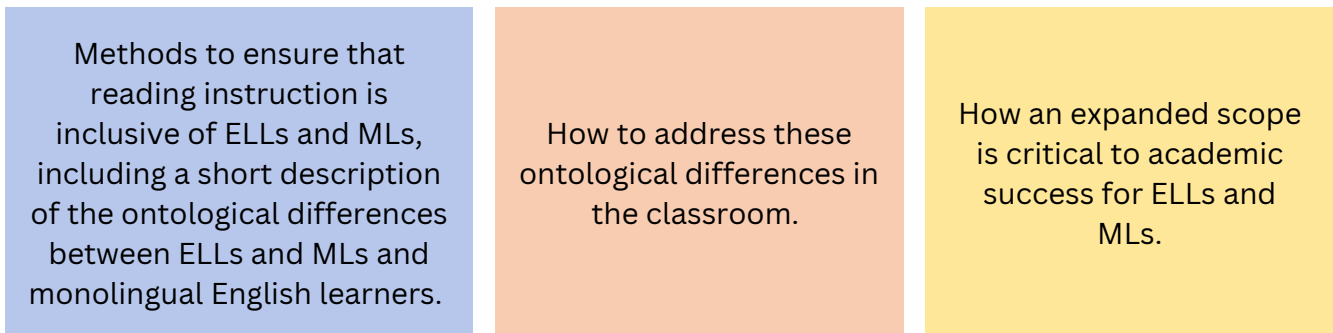 Methods to ensure that
reading instruction is
inclusive of ELLs and MLs,
including a short description
of the ontological differences
between ELLs and MLs and
monolingual English learners.
How to address these
ontological differences in
the classroom.
How an expanded scope
is critical to academic
success for ELLs and
MLs.